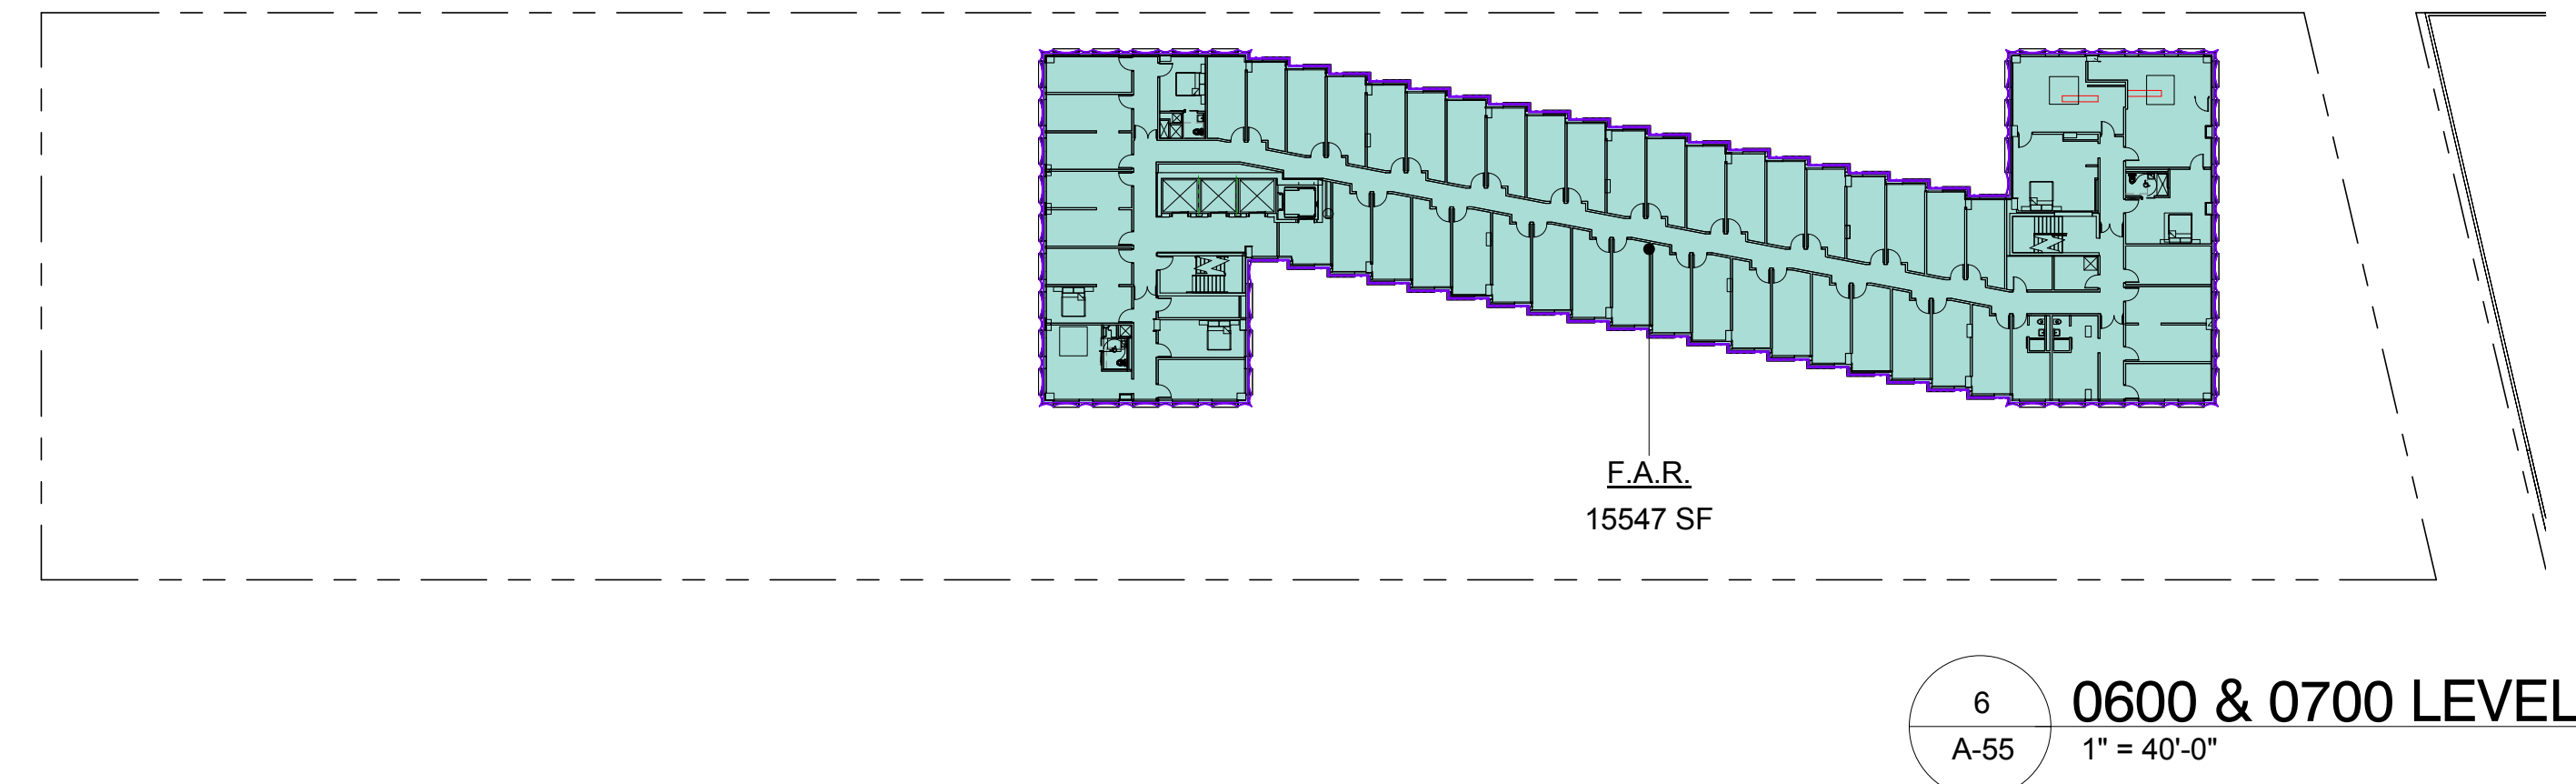 F.A.R.
15547 SF
6
A-55
0600 & 0700 LEVEL
1" = 40'-0"